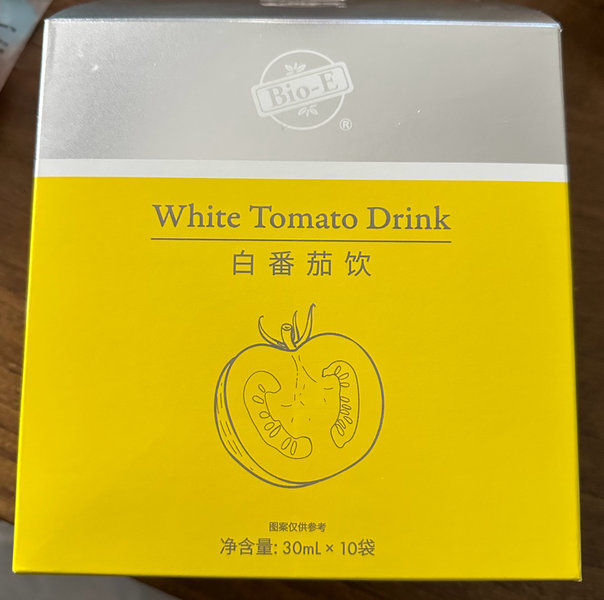 Bio-E
®
White Tomato Drink
白番茄饮
图案仅供参考
净含量: 30mL × 10袋